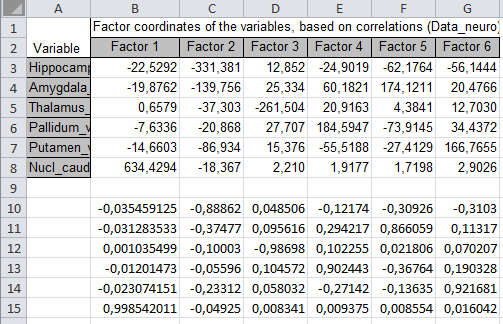 A B C D E F G
1 Factor coordinates of the variables, based on correlations (Data_neuro)
2 Variable Factor 1 Factor 2 Factor 3 Factor 4 Factor 5 Factor 6
3 Hippocamp -22,5292 -331,381 12,852 -24,9019 -62,1764 -56,1444
4 Amygdala_ -19,8762 -139,756 25,334 60,1821 174,1211 20,4766
5 Thalamus_ 0,6579 -37,303 -261,504 20,9163 4,3841 12,7030
6 Pallidum_v -7,6336 -20,868 27,707 184,5947 -73,9145 34,4372
7 Putamen_v -14,6603 -86,934 15,376 -55,5188 -27,4129 166,7655
8 Nucl_caud 634,4294 -18,367 2,210 1,9177 1,7198 2,9026
9
10 -0,035459125 -0,88862 0,048506 -0,12174 -0,30926 -0,3103
11 -0,031283533 -0,37477 0,095616 0,294217 0,866059 0,11317
12 0,001035499 -0,10003 -0,98698 0,102255 0,021806 0,070207
13 -0,01201473 -0,05596 0,104572 0,902443 -0,36764 0,190328
14 -0,023074151 -0,23312 0,058032 -0,27142 -0,13635 0,921681
15 0,998542011 -0,04925 0,008341 0,009375 0,008554 0,016042